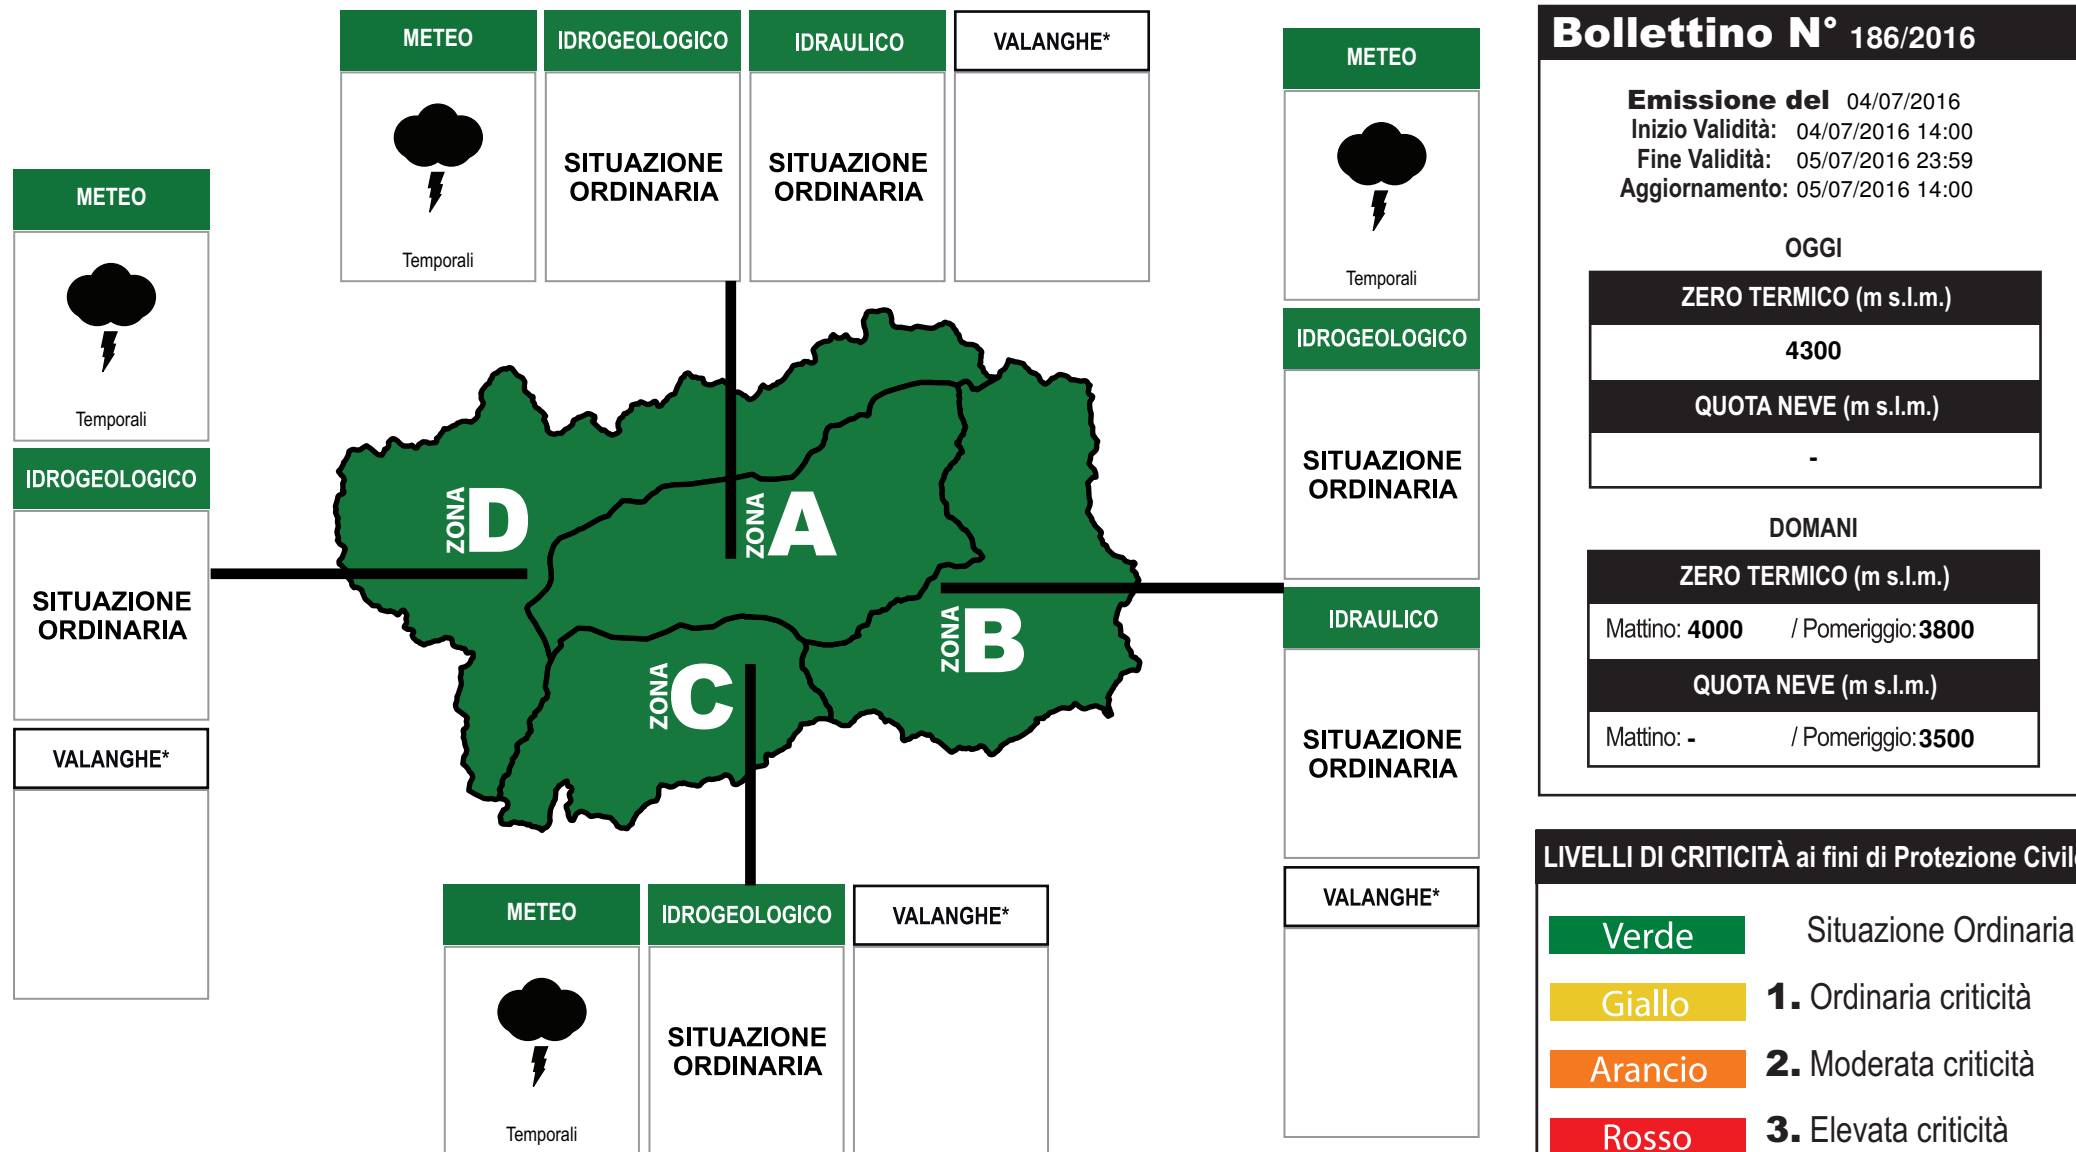 METEO
IDROGEOLOGICO
IDRAULICO
VALANGHE*
Temporali
SITUAZIONE
ORDINARIA
SITUAZIONE
ORDINARIA
METEO
Temporali
IDROGEOLOGICO
SITUAZIONE
ORDINARIA
VALANGHE*
METEO
Temporali
IDROGEOLOGICO
SITUAZIONE
ORDINARIA
IDRAULICO
SITUAZIONE
ORDINARIA
VALANGHE*
ZONA D
ZONA A
ZONA B
ZONA C
METEO
IDROGEOLOGICO
VALANGHE*
Temporali
SITUAZIONE
ORDINARIA
Bollettino N° 186/2016
Emissione del 04/07/2016
Inizio Validità: 04/07/2016 14:00
Fine Validità: 05/07/2016 23:59
Aggiornamento: 05/07/2016 14:00
OGGI
ZERO TERMICO (m s.l.m.)
4300
QUOTA NEVE (m s.l.m.)
-
DOMANI
ZERO TERMICO (m s.l.m.)
Mattino: 4000 / Pomeriggio: 3800
QUOTA NEVE (m s.l.m.)
Mattino: - / Pomeriggio: 3500
LIVELLI DI CRITICITÀ ai fini di Protezione Civile
Verde Situazione Ordinaria
Giallo 1. Ordinaria criticità
Arancio 2. Moderata criticità
Rosso 3. Elevata criticità